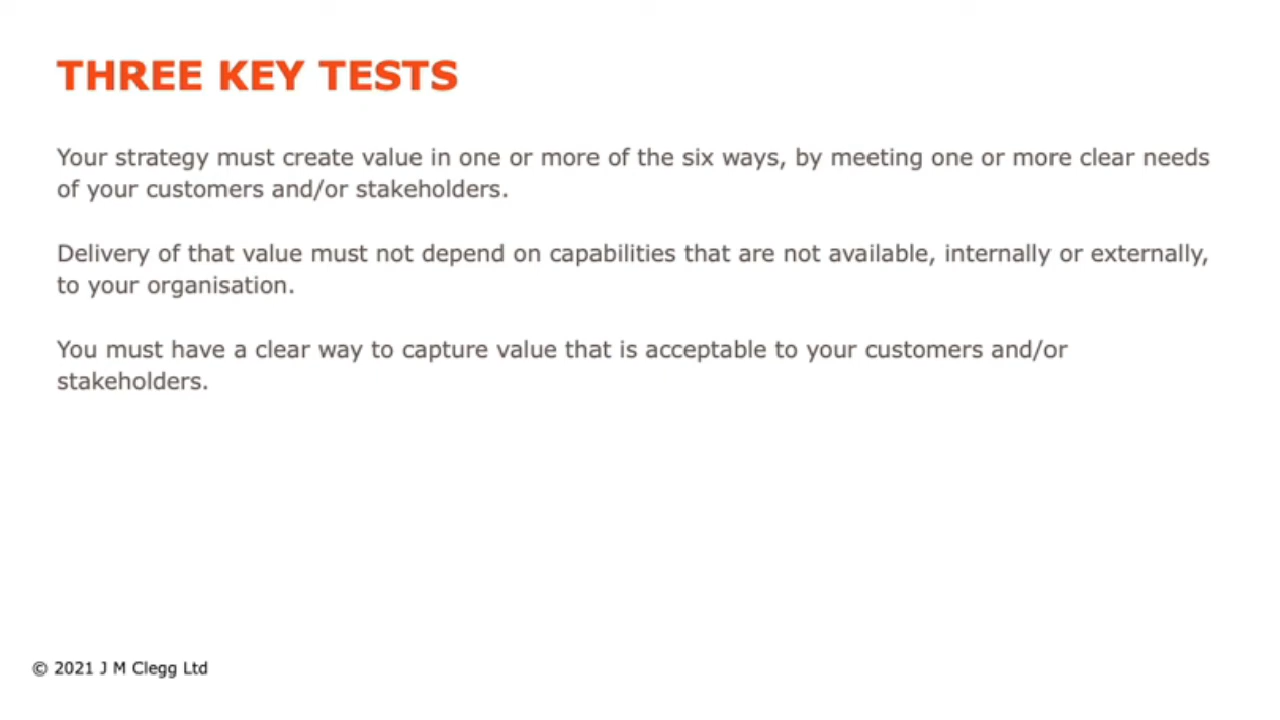 THREE KEY TESTS
Your strategy must create value in one or more of the six ways, by meeting one or more clear needs
of your customers and/or stakeholders.
Delivery of that value must not depend on capabilities that are not available, internally or externally,
to your organisation.
You must have a clear way to capture value that is acceptable to your customers and/or
stakeholders.
© 2021 J M Clegg Ltd